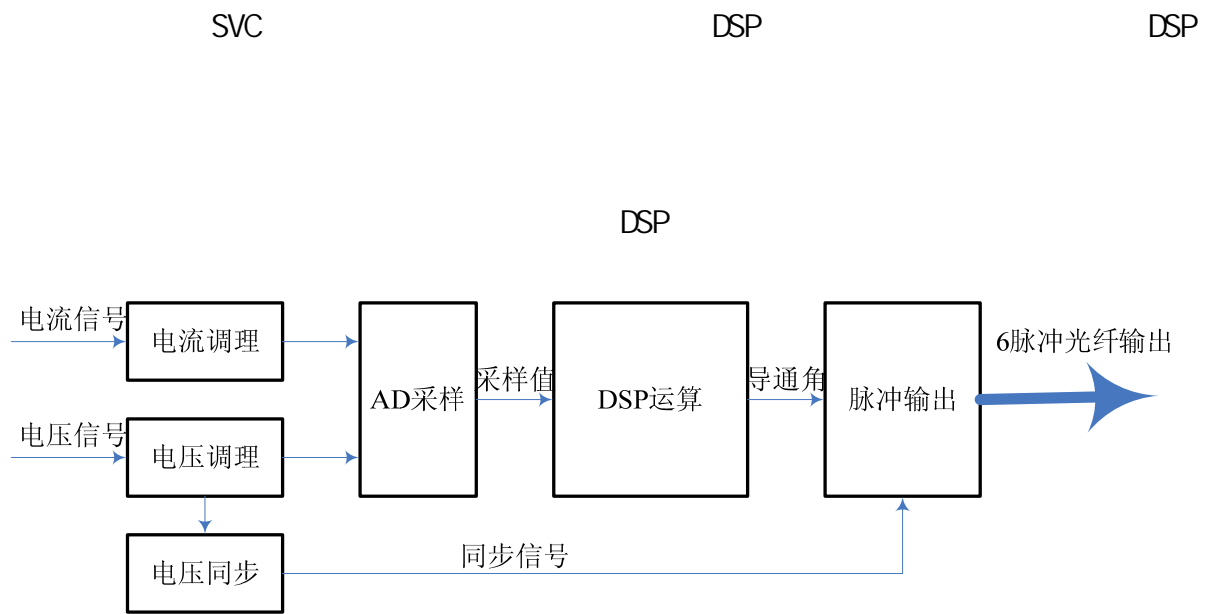 SVC DSP DSP
DSP
电流信号
电流调理
电压信号
电压调理
电压同步
AD采样
采样值
DSP运算
导通角
脉冲输出
6脉冲光纤输出
同步信号